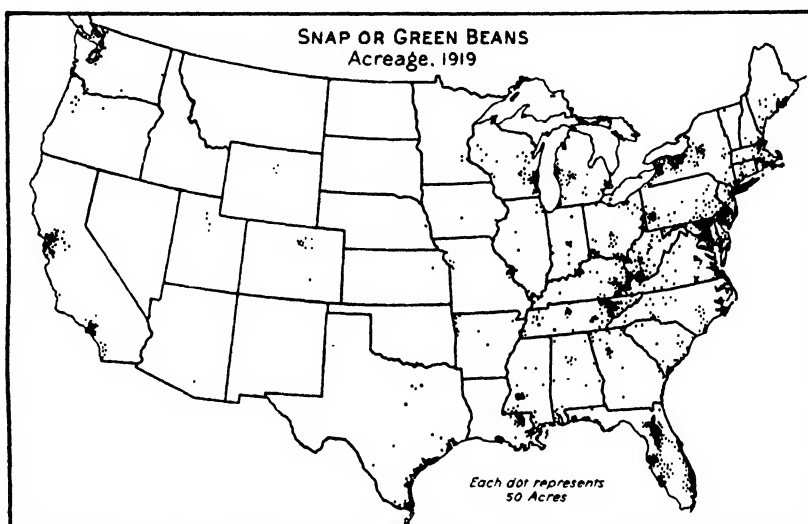 SNAP OR GREEN BEANS
Acreage, 1919
Each dot represents
50 Acres